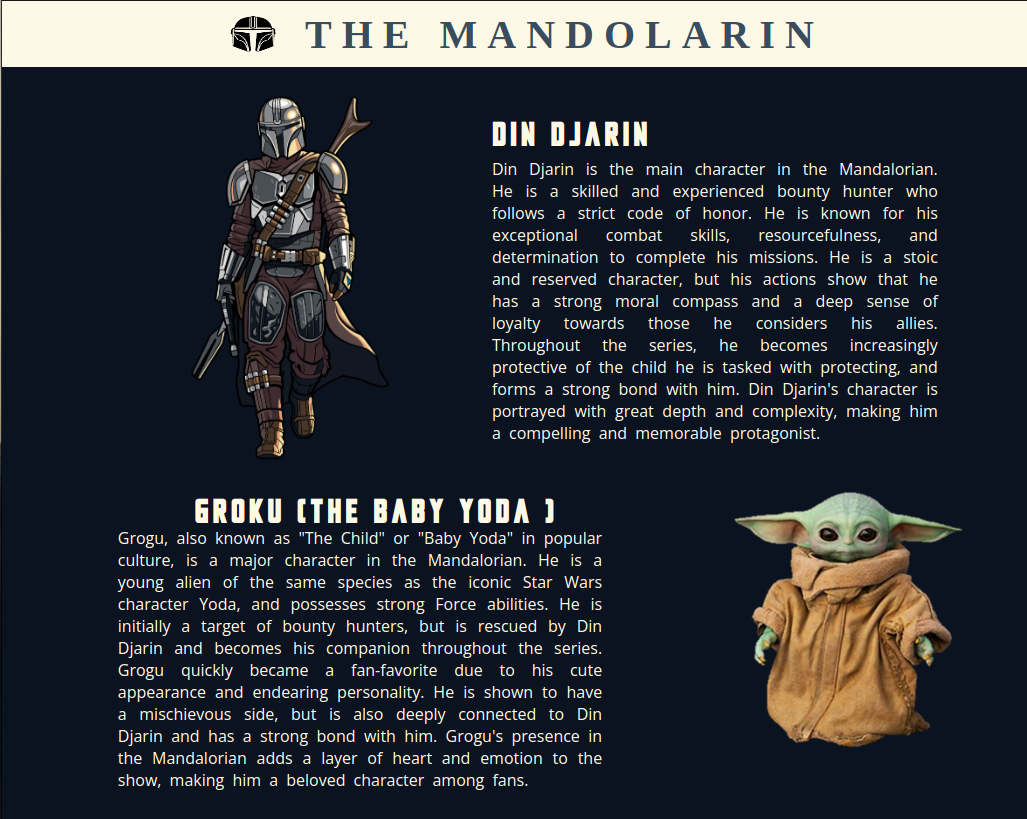 THE MANDOLARIN
DIN DJARIN
Din Djarin is the main character in the Mandalorian.
He is a skilled and experienced bounty hunter who
follows a strict code of honor. He is known for his
exceptional combat skills, resourcefulness, and
determination to complete his missions. He is a stoic
and reserved character, but his actions show that he
has a strong moral compass and a deep sense of
loyalty towards those he considers his allies.
Throughout the series, he becomes increasingly
protective of the child he is tasked with protecting, and
forms a strong bond with him. Din Djarin's character is
portrayed with great depth and complexity, making him
a compelling and memorable protagonist.
GROKU (THE BABY YODA )
Grogu, also known as "The Child" or "Baby Yoda" in popular
culture, is a major character in the Mandalorian. He is a
young alien of the same species as the iconic Star Wars
character Yoda, and possesses strong Force abilities. He is
initially a target of bounty hunters, but is rescued by Din
Djarin and becomes his companion throughout the series.
Grogu quickly became a fan-favorite due to his cute
appearance and endearing personality. He is shown to have
a mischievous side, but is also deeply connected to Din
Djarin and has a strong bond with him. Grogu's presence in
the Mandalorian adds a layer of heart and emotion to the
show, making him a beloved character among fans.